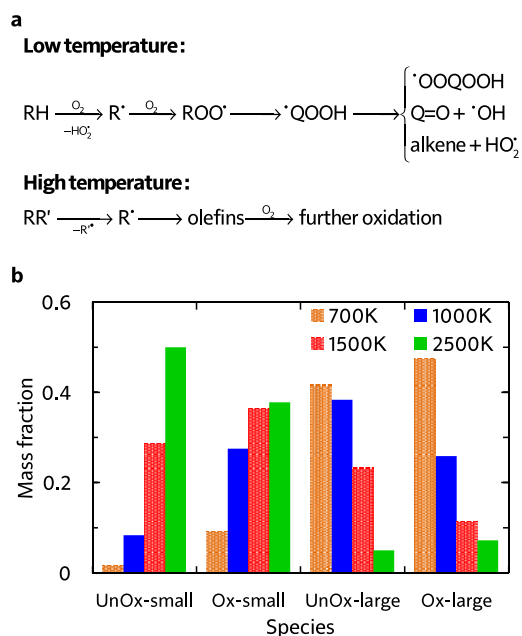 a
Low temperature:
RH —O₂/−HO₂•→ R• —O₂→ ROO• → •QOOH → { •OOQOOH
Q=O + •OH
alkene + HO₂•
High temperature:
RR′ —−R′•→ R• → olefins —O₂→ further oxidation
b
0.6
700K 1000K
1500K 2500K
0.4
Mass fraction
0.2
0
UnOx-small Ox-small UnOx-large Ox-large
Species